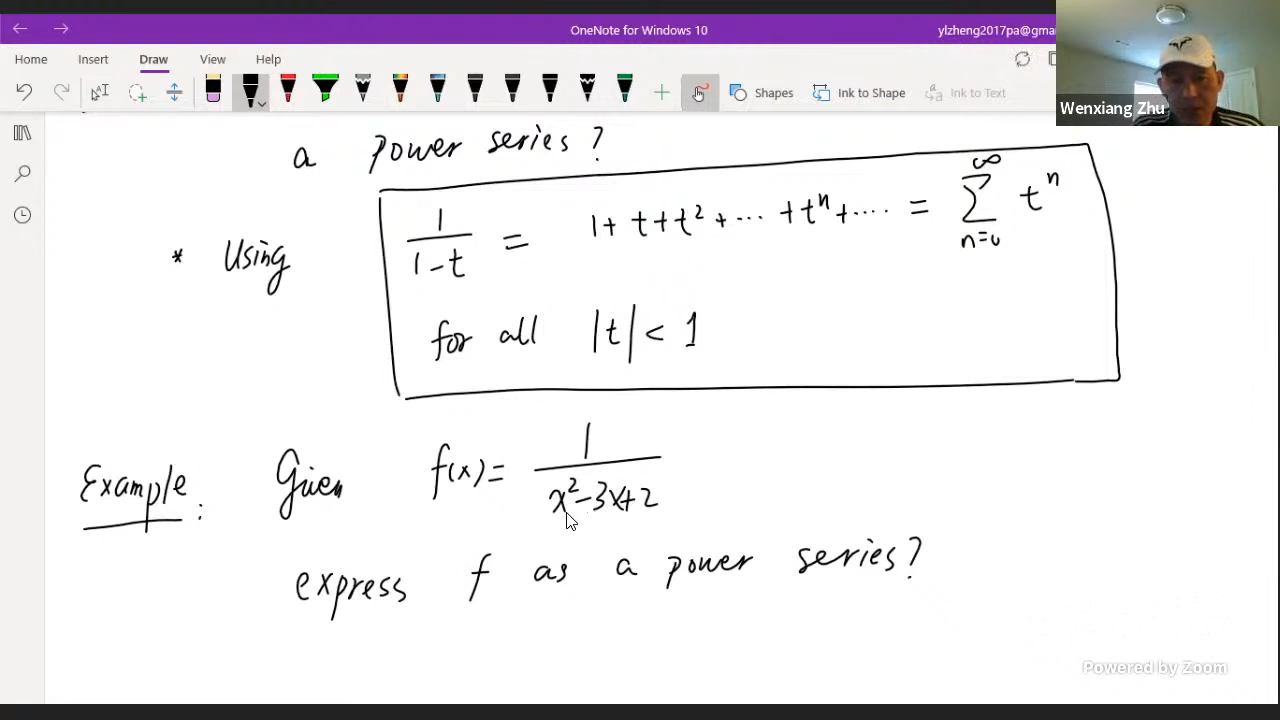 OneNote for Windows 10
ylzheng2017pa@gma
Home Insert Draw View Help
Shapes Ink to Shape Ink to Text
Wenxiang Zhu
a power series?
* Using 1/(1-t) = 1+t+t²+⋯+tⁿ+⋯ = ∑_{n=0}^{∞} tⁿ
for all |t| < 1
Example: Given f(x)= 1/(x²-3x+2)
express f as a power series?
Powered by Zoom